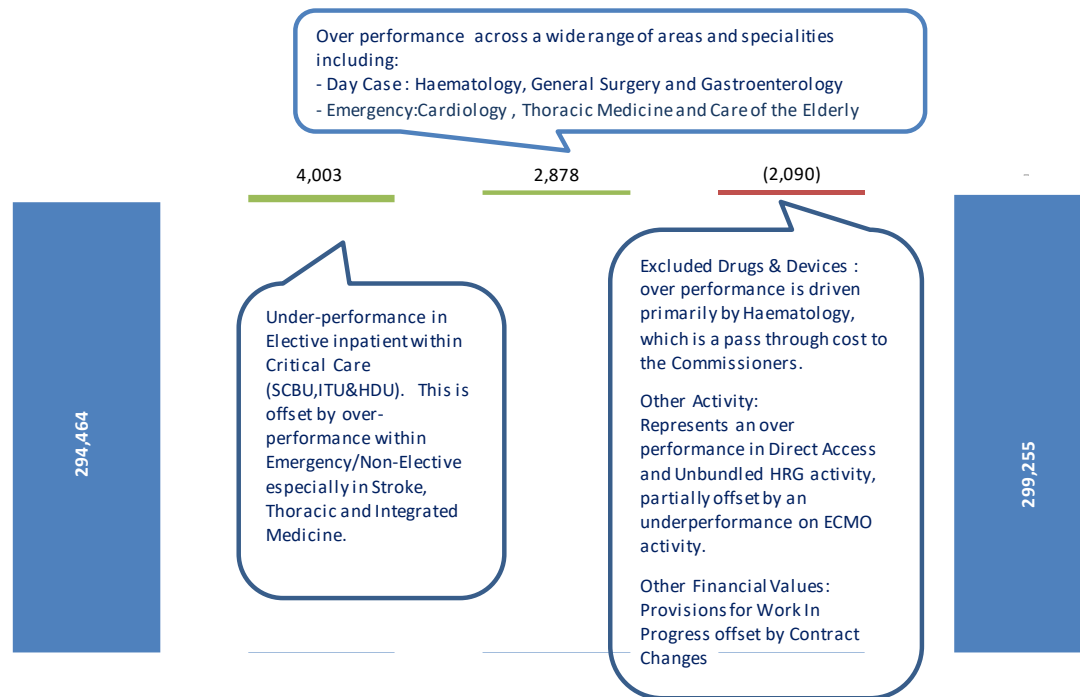 Over performance across a wide range of areas and specialities
including:
- Day Case : Haematology, General Surgery and Gastroenterology
- Emergency:Cardiology , Thoracic Medicine and Care of the Elderly
4,003
2,878
(2,090)
–
294,464
Under-performance in
Elective inpatient within
Critical Care
(SCBU,ITU&HDU). This is
offset by over-
performance within
Emergency/Non-Elective
especially in Stroke,
Thoracic and Integrated
Medicine.
Excluded Drugs & Devices :
over performance is driven
primarily by Haematology,
which is a pass through cost to
the Commissioners.
Other Activity:
Represents an over
performance in Direct Access
and Unbundled HRG activity,
partially offset by an
underperformance on ECMO
activity.
Other Financial Values:
Provisions for Work In
Progress offset by Contract
Changes
299,255